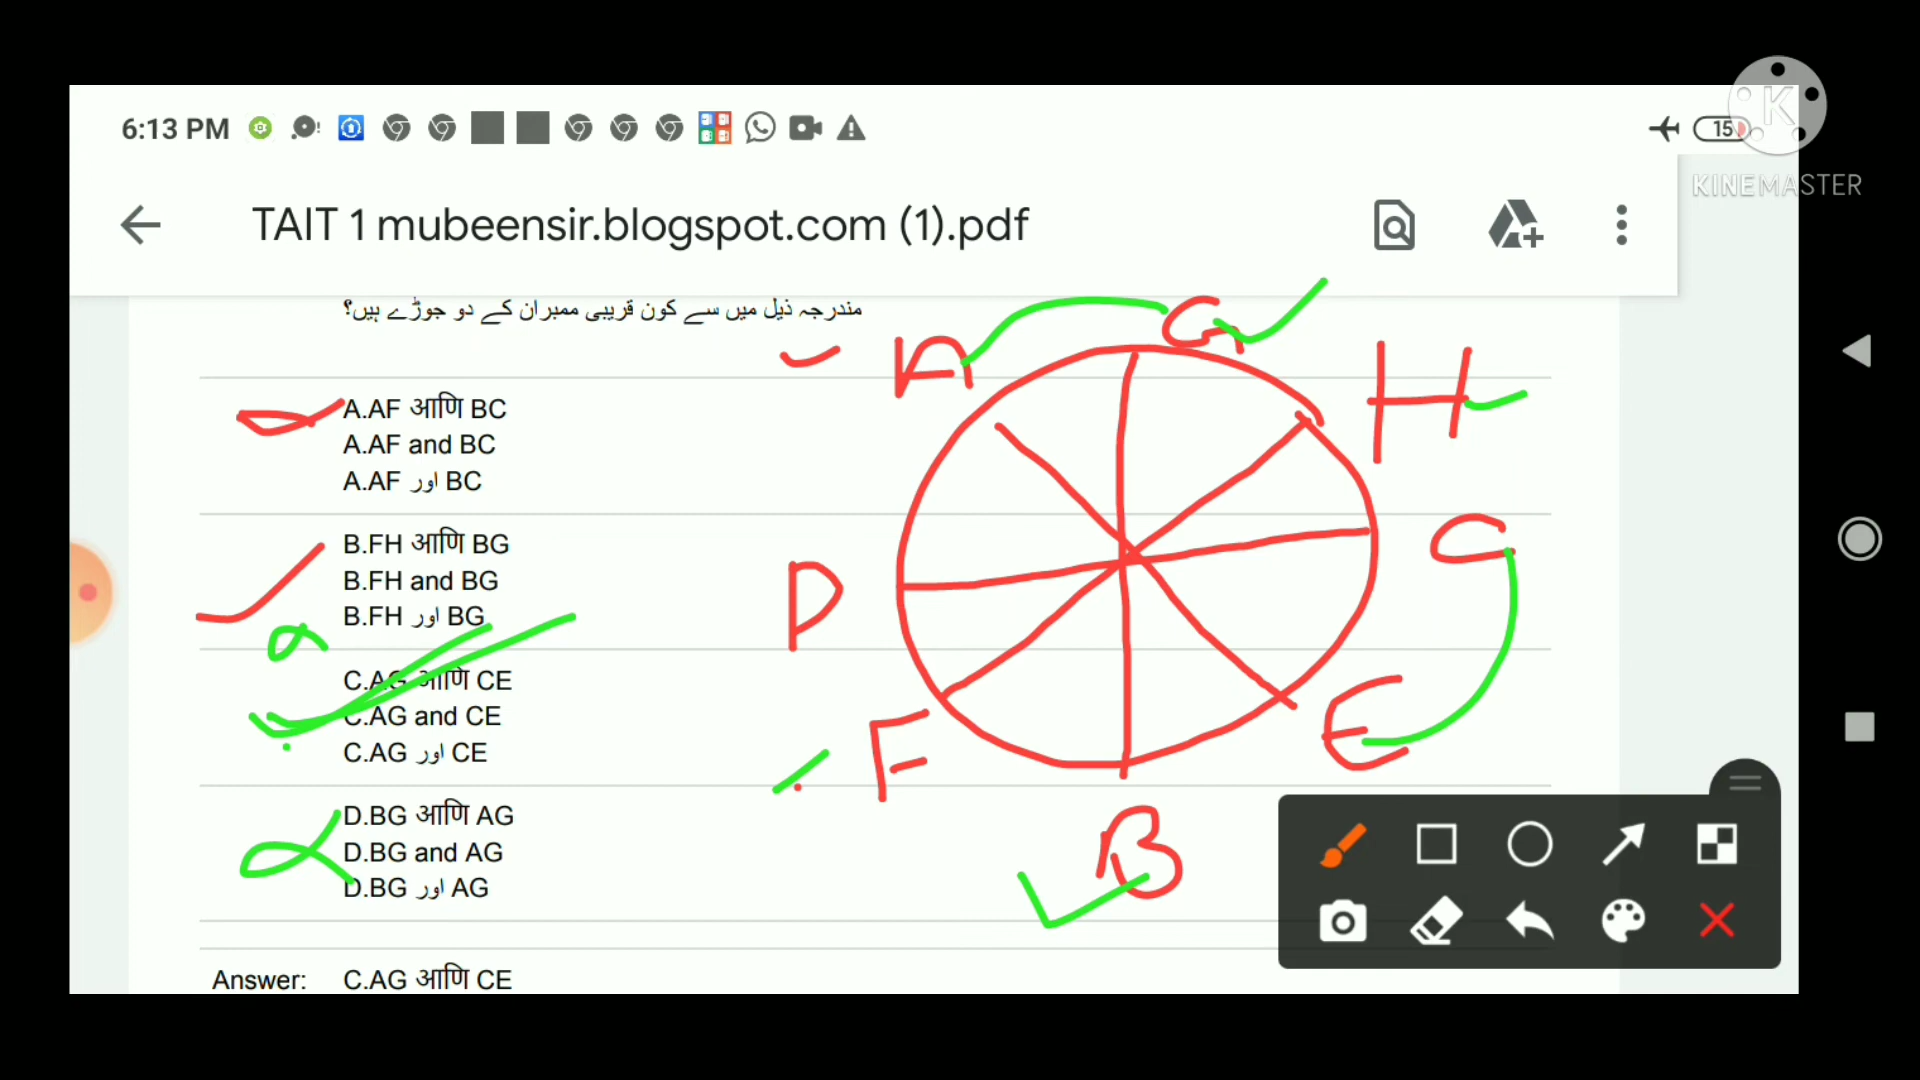 6:13 PM
15
K
KINEMASTER
TAIT 1 mubeensir.blogspot.com (1).pdf
مندرجہ ذیل میں سے کون قریبی ممبران کے دو جوڑے ہیں؟
A.AF आणि BC
A.AF and BC
A.AF اور BC
B.FH आणि BG
B.FH and BG
B.FH اور BG
C.AG आणि CE
C.AG and CE
C.AG اور CE
D.BG आणि AG
D.BG and AG
D.BG اور AG
Answer: C.AG आणि CE
G
H
D
E
F
B